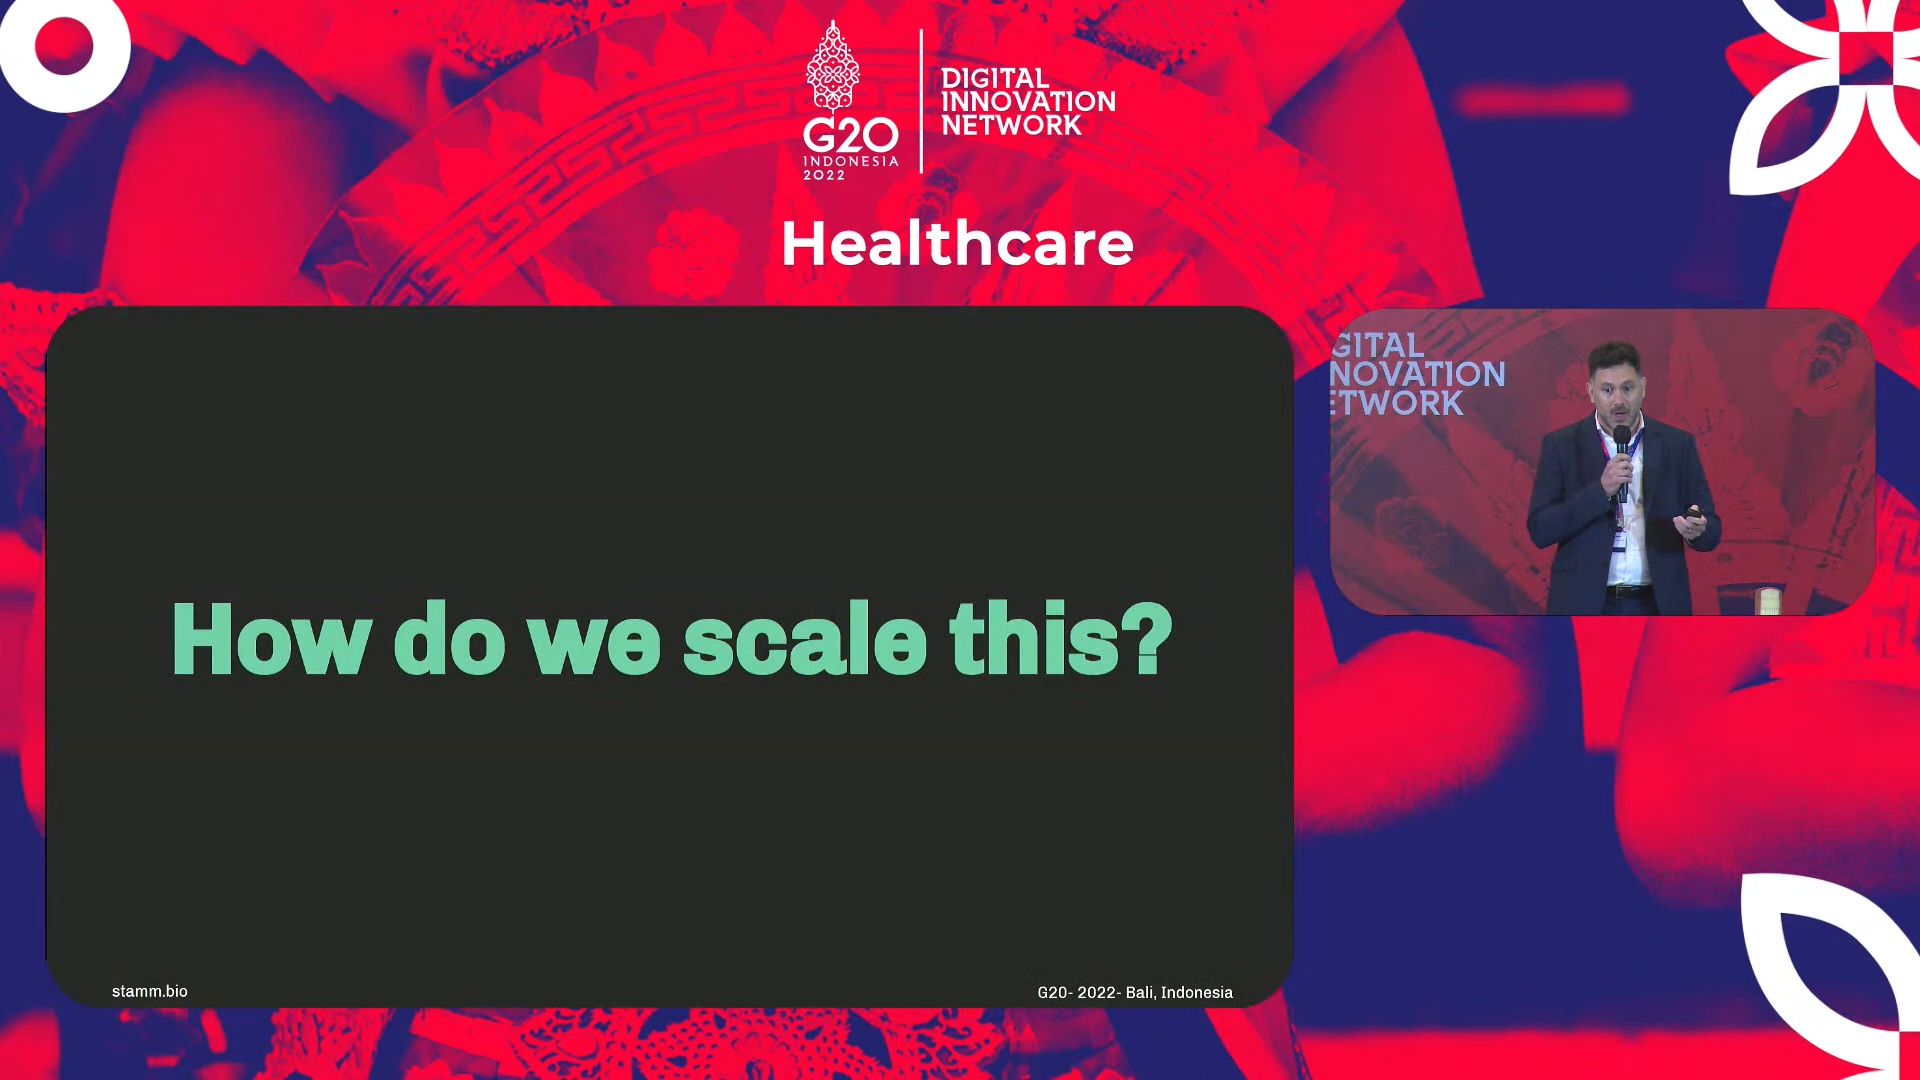 G20
INDONESIA
2022
DIGITAL
INNOVATION
NETWORK
Healthcare
GITAL
NOVATION
ETWORK
How do we scale this?
stamm.bio
G20- 2022- Bali, Indonesia